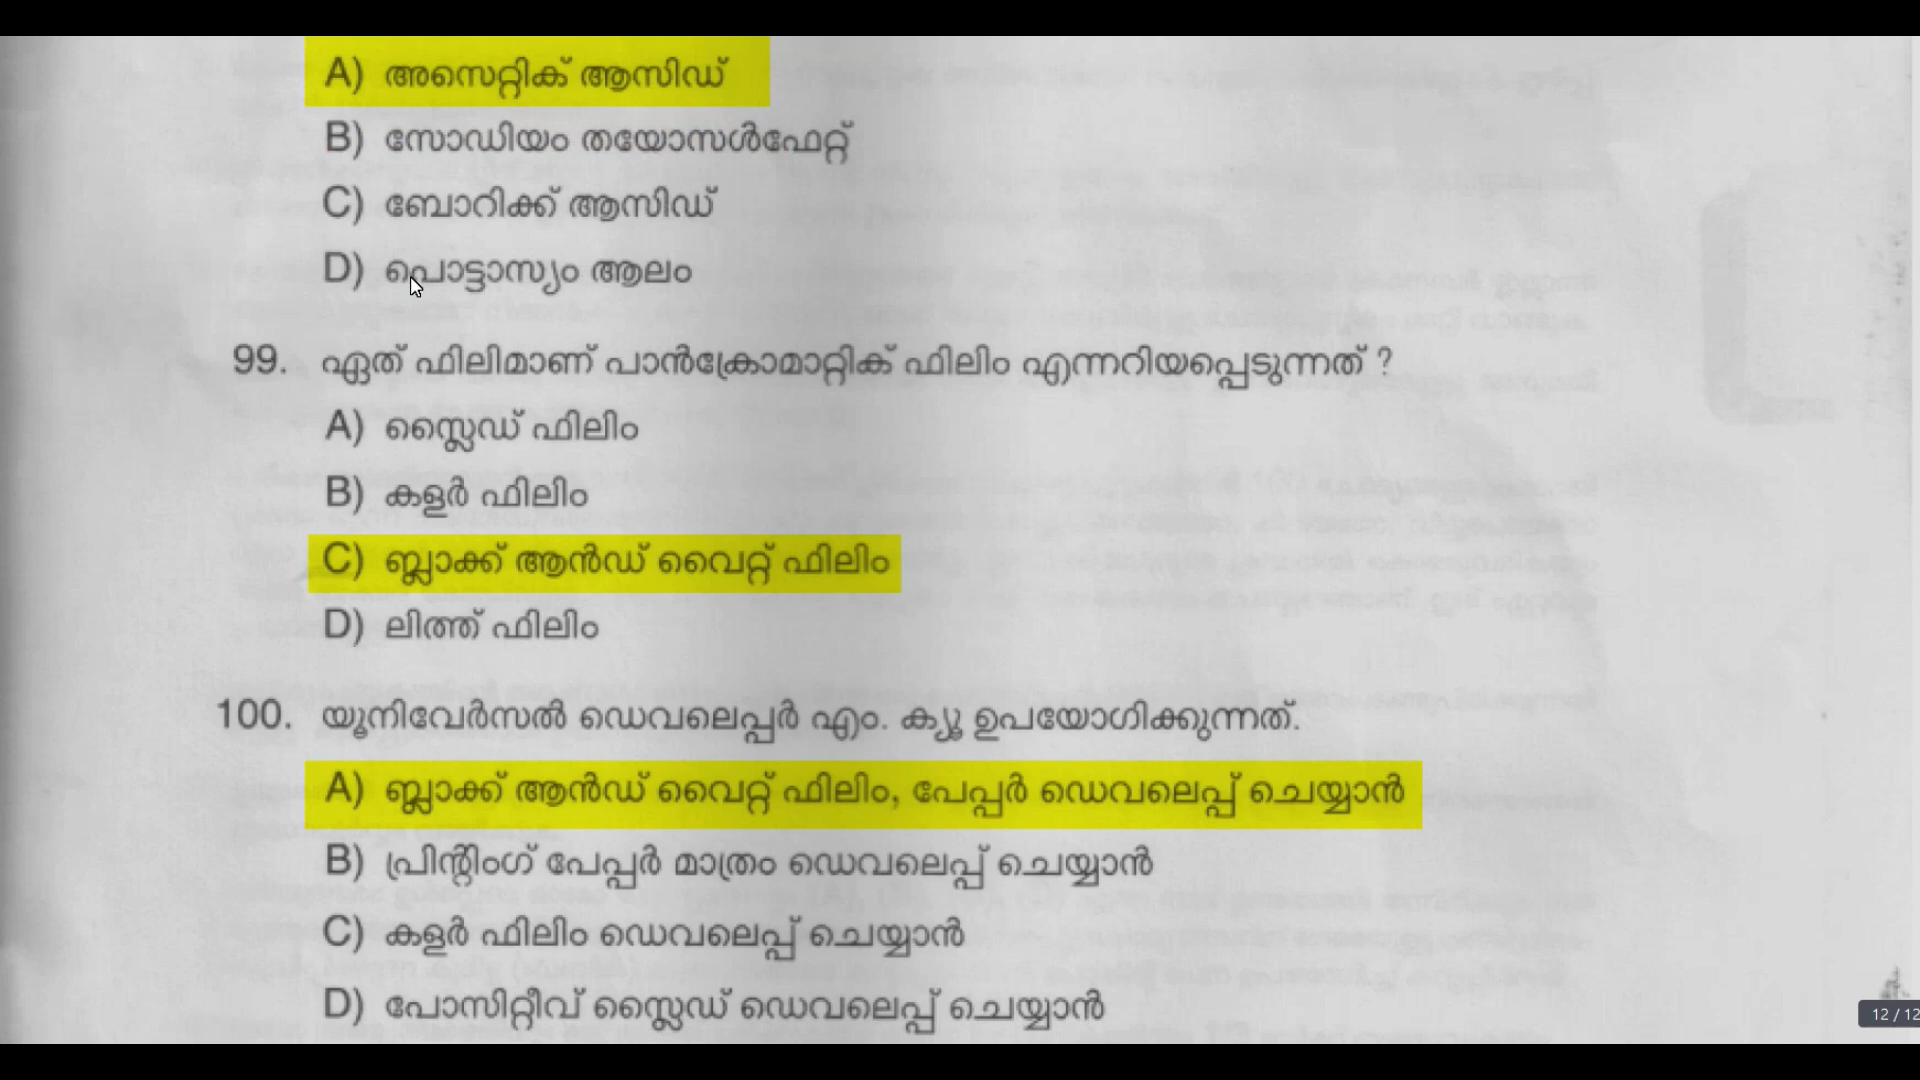 A) അസെറ്റിക് ആസിഡ്
B) സോഡിയം തയോസൾഫേറ്റ്
C) ബോറിക്ക് ആസിഡ്
D) പൊട്ടാസ്യം ആലം
99. ഏത് ഫിലിമാണ് പാൻക്രോമാറ്റിക് ഫിലിം എന്നറിയപ്പെടുന്നത് ?
A) സ്ലൈഡ് ഫിലിം
B) കളർ ഫിലിം
C) ബ്ലാക്ക് ആൻഡ് വൈറ്റ് ഫിലിം
D) ലിത്ത് ഫിലിം
100. യൂനിവേർസൽ ഡെവലെപ്പർ എം. ക്യൂ ഉപയോഗിക്കുന്നത്.
A) ബ്ലാക്ക് ആൻഡ് വൈറ്റ് ഫിലിം, പേപ്പർ ഡെവലെപ്പ് ചെയ്യാൻ
B) പ്രിന്റിംഗ് പേപ്പർ മാത്രം ഡെവലെപ്പ് ചെയ്യാൻ
C) കളർ ഫിലിം ഡെവലെപ്പ് ചെയ്യാൻ
D) പോസിറ്റീവ് സ്ലൈഡ് ഡെവലെപ്പ് ചെയ്യാൻ
12 / 12